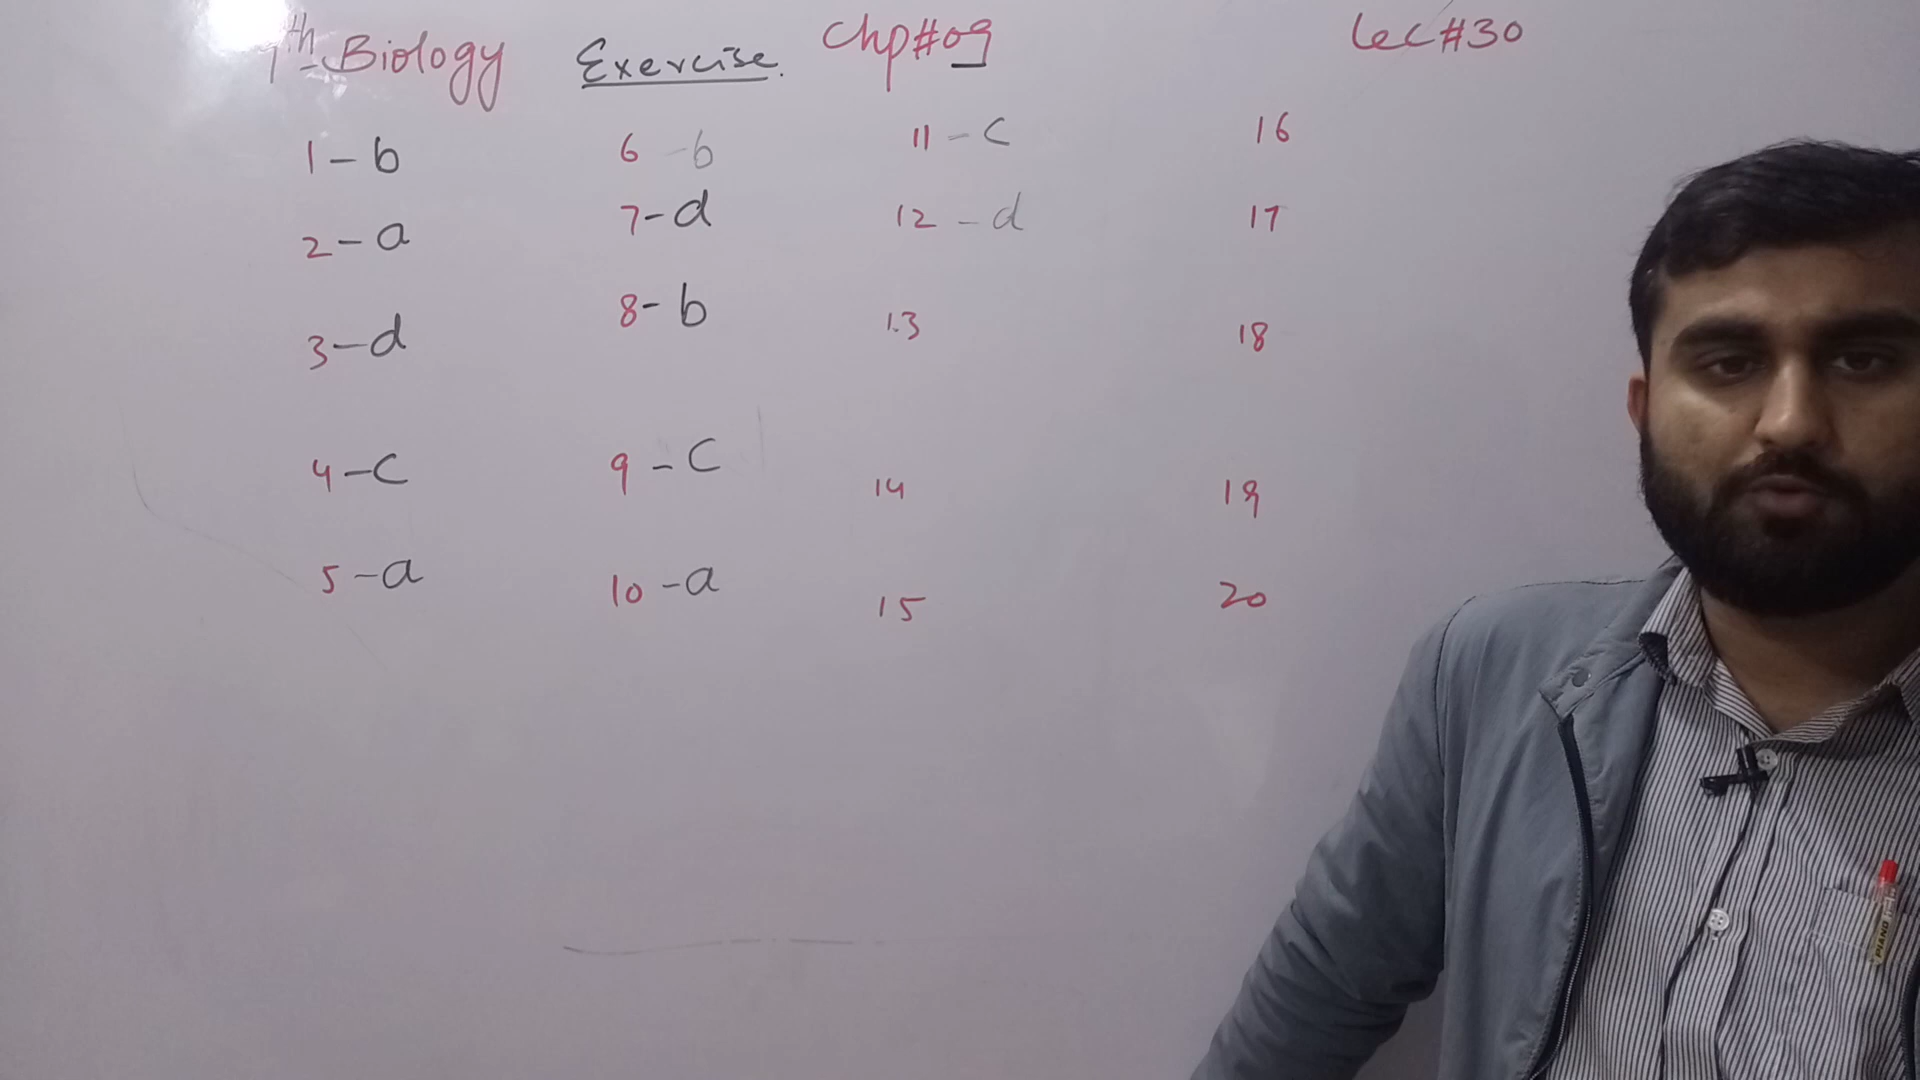 9th Biology Exercise. Chp#09 Lec#30
1-b 6-b 11-c 16
2-a 7-d 12-d 17
3-d 8-b 13 18
4-c 9-c 14 19
5-a 10-a 15 20
PIANO